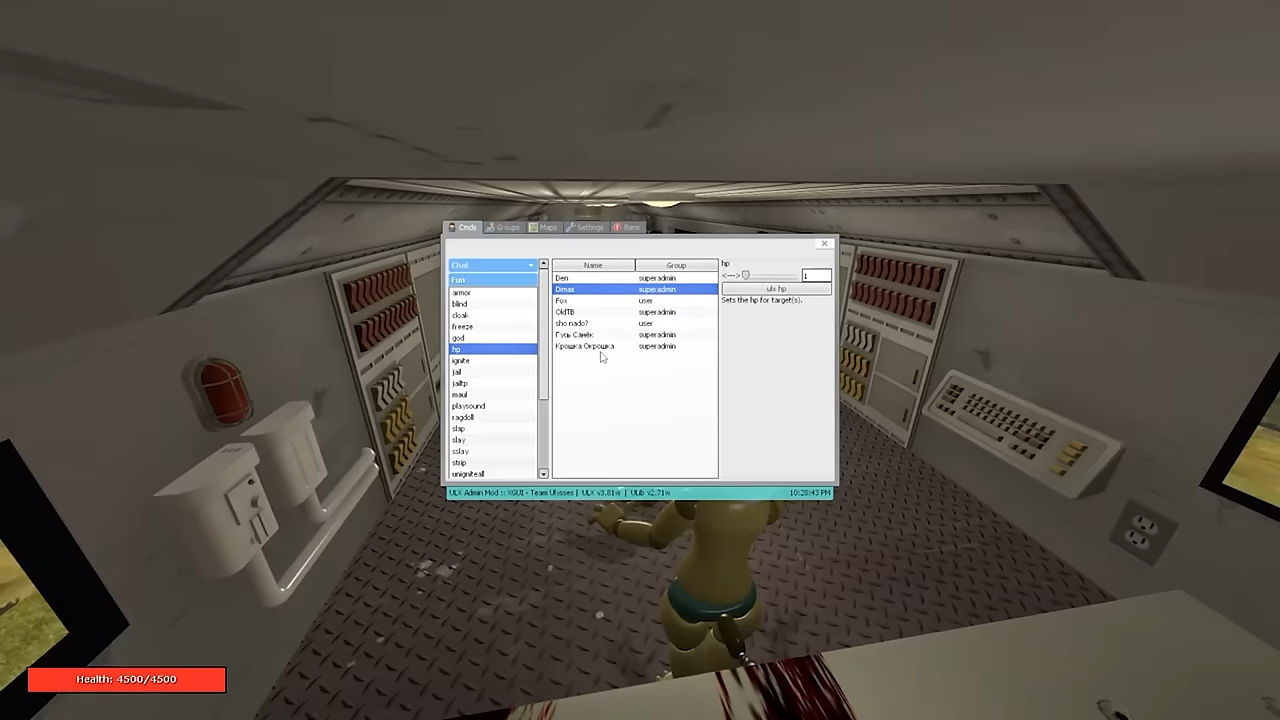 Cmds Groups Maps Settings Bans
Chat
Fun
armor
blind
cloak
freeze
god
hp
ignite
jail
jailtp
maul
playsound
ragdoll
slap
slay
sslay
strip
unigniteall
Name Group
Den superadmin
Dimas superadmin
Fox user
OldTB superadmin
sho nado? user
Гусь Санёк superadmin
Крошка Окрошка superadmin
hp
<---> 1
ulx hp
Sets the hp for target(s).
ULX Admin Mod :: XGUI - Team Ulysses | ULX v3.81w | ULib v2.71w 10:28:43 PM
Health: 4500/4500